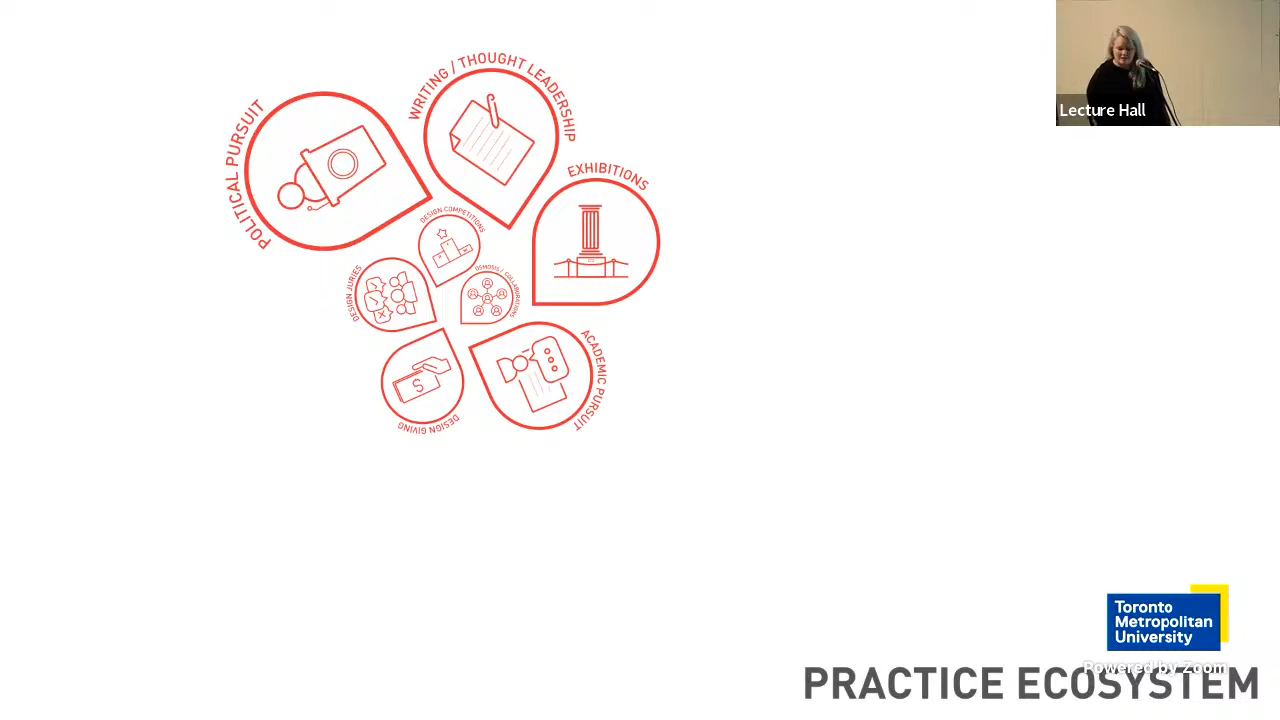 Lecture Hall
POLITICAL PURSUIT
WRITING / THOUGHT LEADERSHIP
EXHIBITIONS
DESIGN COMPETITIONS
DESIGN JURIES
OSMOSIS / COLLABORATIONS
$
ACADEMIC PURSUIT
DESIGN GIVING
Toronto
Metropolitan
University
Powered by Zoom
PRACTICE ECOSYSTEM